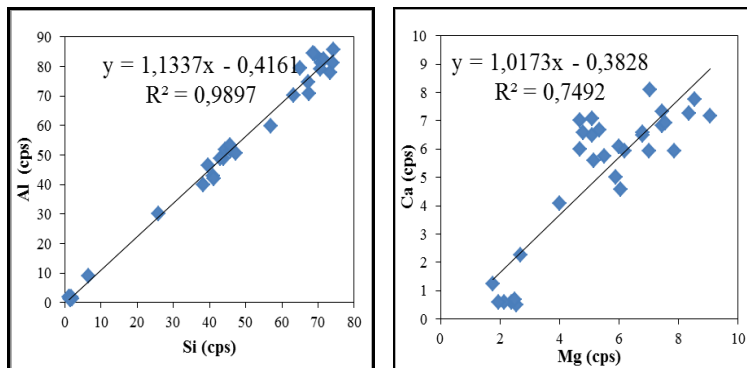 y = 1,1337x - 0,4161
R² = 0,9897
Al (cps)
90
80
70
60
50
40
30
20
10
0
0 10 20 30 40 50 60 70 80
Si (cps)
y = 1,0173x - 0,3828
R² = 0,7492
Ca (cps)
10
9
8
7
6
5
4
3
2
1
0
0 2 4 6 8 10
Mg (cps)